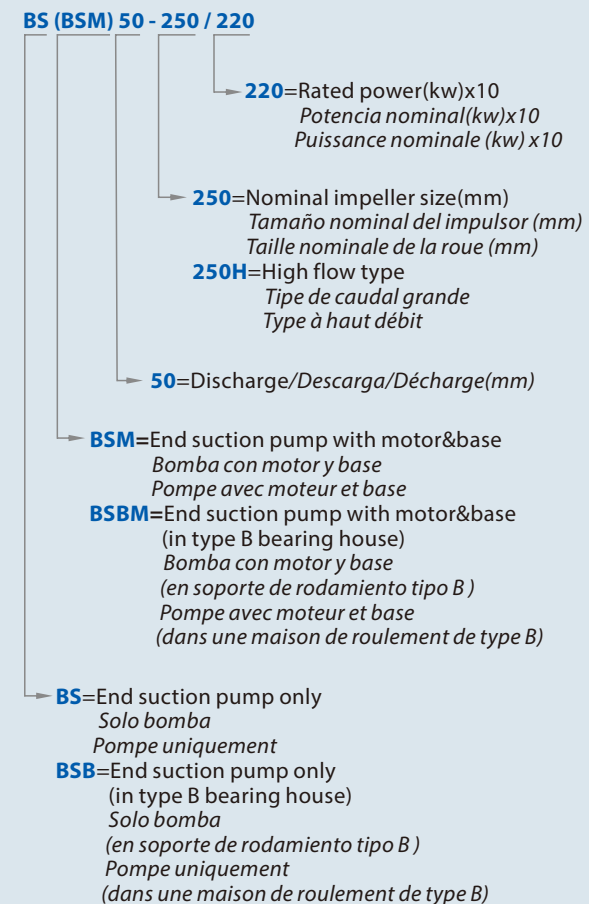 BS (BSM) 50 - 250 / 220
220=Rated power(kw)x10
Potencia nominal(kw)x10
Puissance nominale (kw) x10
250=Nominal impeller size(mm)
Tamaño nominal del impulsor (mm)
Taille nominale de la roue (mm)
250H=High flow type
Tipe de caudal grande
Type à haut débit
50=Discharge/Descarga/Décharge(mm)
BSM=End suction pump with motor&base
Bomba con motor y base
Pompe avec moteur et base
BSBM=End suction pump with motor&base
(in type B bearing house)
Bomba con motor y base
(en soporte de rodamiento tipo B )
Pompe avec moteur et base
(dans une maison de roulement de type B)
BS=End suction pump only
Solo bomba
Pompe uniquement
BSB=End suction pump only
(in type B bearing house)
Solo bomba
(en soporte de rodamiento tipo B )
Pompe uniquement
(dans une maison de roulement de type B)